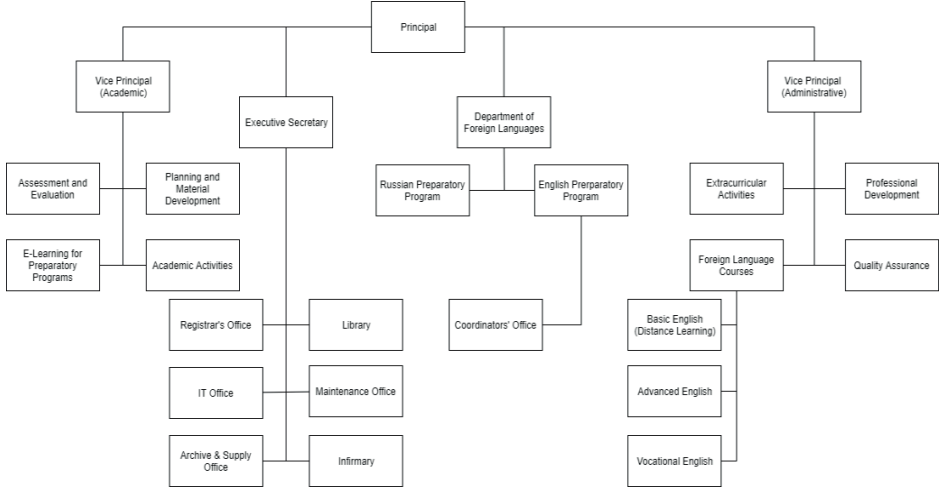 Principal
Vice Principal
(Academic)
Executive Secretary
Department of
Foreign Languages
Vice Principal
(Administrative)
Assessment and
Evaluation
Planning and
Material
Development
Russian Preparatory
Program
English Prerparatory
Program
Extracurricular
Activities
Professional
Development
E-Learning for
Preparatory
Programs
Academic Activities
Foreign Language
Courses
Quality Assurance
Registrar's Office
Library
Coordinators' Office
Basic English
(Distance Learning)
IT Office
Maintenance Office
Advanced English
Archive & Supply
Office
Infirmary
Vocational English